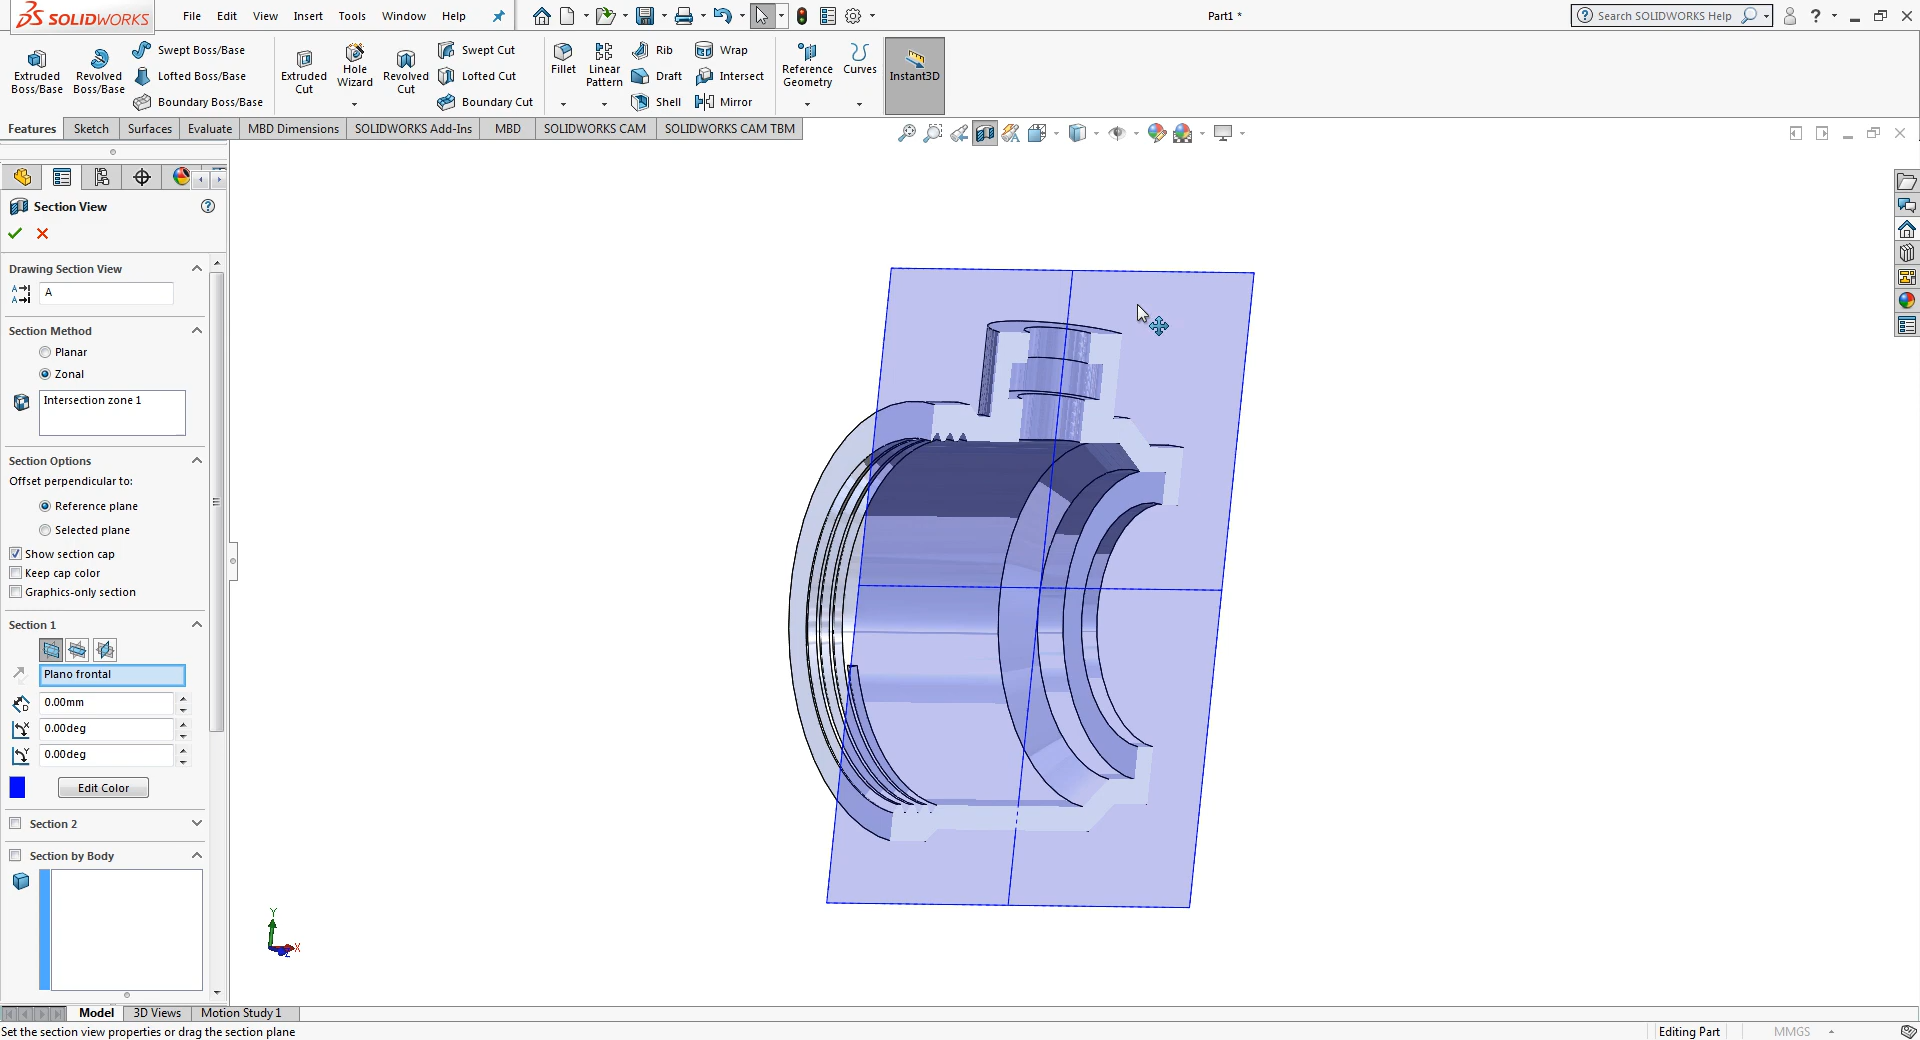 SOLIDWORKS
File Edit View Insert Tools Window Help
Part1 *
Search SOLIDWORKS Help
Extruded Boss/Base
Revolved Boss/Base
Swept Boss/Base
Lofted Boss/Base
Boundary Boss/Base
Extruded Cut
Hole Wizard
Revolved Cut
Swept Cut
Lofted Cut
Boundary Cut
Fillet
Linear Pattern
Rib
Draft
Shell
Wrap
Intersect
Mirror
Reference Geometry
Curves
Instant3D
Features Sketch Surfaces Evaluate MBD Dimensions SOLIDWORKS Add-Ins MBD SOLIDWORKS CAM SOLIDWORKS CAM TBM
Section View
Drawing Section View
A
Section Method
Planar
Zonal
Intersection zone 1
Section Options
Offset perpendicular to:
Reference plane
Selected plane
Show section cap
Keep cap color
Graphics-only section
Section 1
Plano frontal
0.00mm
0.00deg
0.00deg
Edit Color
Section 2
Section by Body
Y
X
Z
Model 3D Views Motion Study 1
Set the section view properties or drag the section plane
Editing Part
MMGS